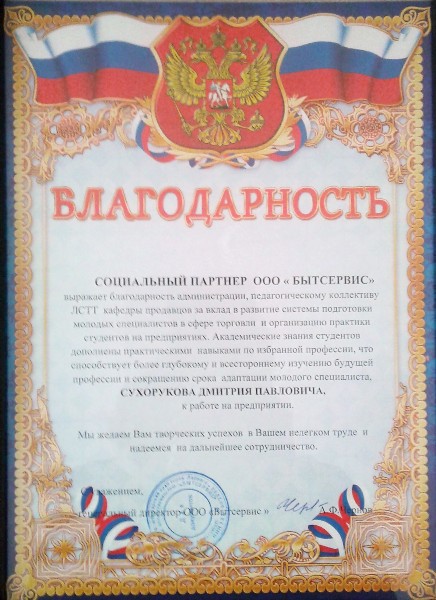 БЛАГОДАРНОСТЬ
СОЦИАЛЬНЫЙ ПАРТНЕР ООО « БЫТСЕРВИС»
выражает благодарность администрации, педагогическому коллективу
ЛСТТ кафедры продавцов за вклад в развитие системы подготовки
молодых специалистов в сфере торговли и организацию практики
студентов на предприятиях. Академические знания студентов
дополнены практическими навыками по избранной профессии, что
способствует более глубокому и всестороннему изучению будущей
профессии и сокращению срока адаптации молодого специалиста,
СУХОРУКОВА ДМИТРИЯ ПАВЛОВИЧА,
к работе на предприятии.
Мы желаем Вам творческих успехов в Вашем нелегком труде и
надеемся на дальнейшее сотрудничество.
С уважением,
Генеральный директор ООО «Бытсервис »